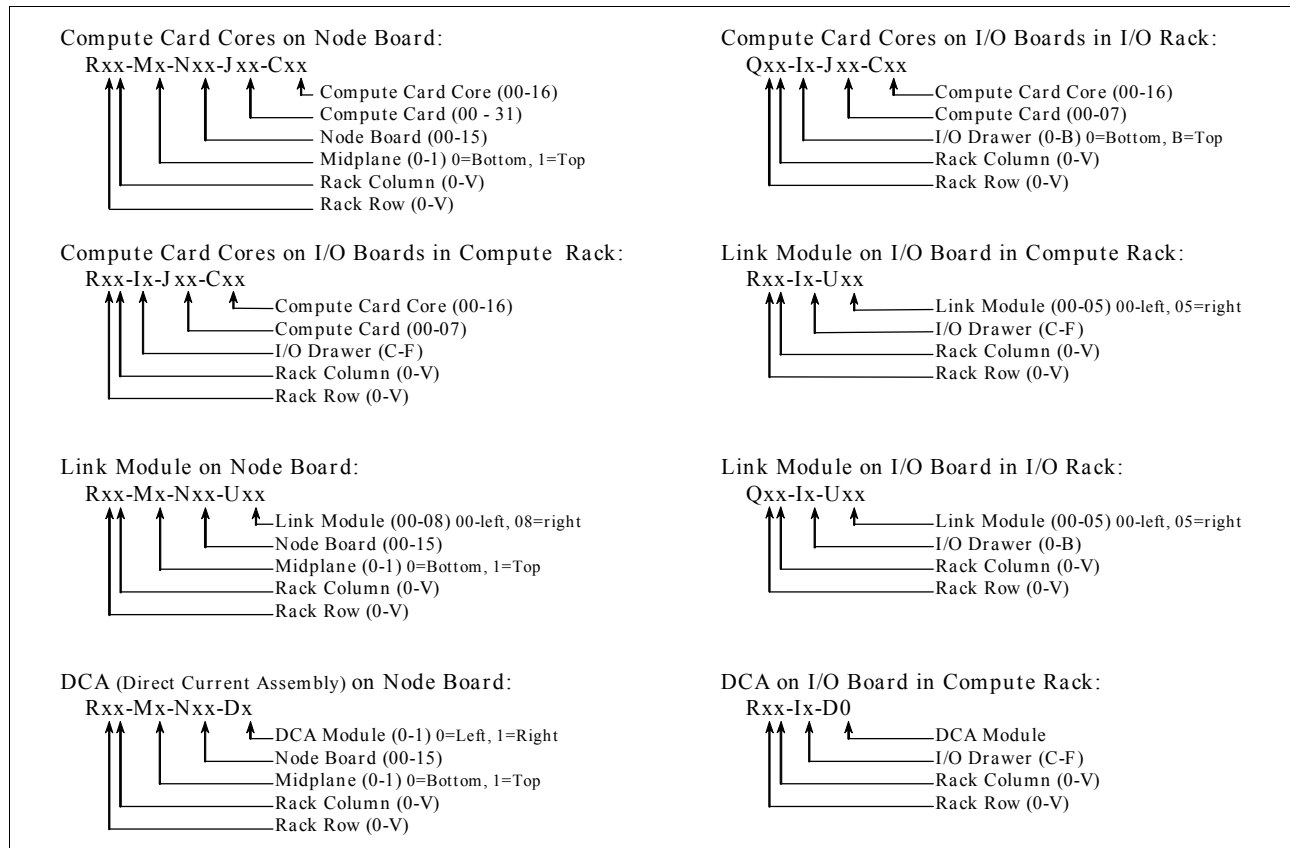 Compute Card Cores on Node Board:
Rxx-Mx-Nxx-Jxx-Cxx
Compute Card Core (00-16)
Compute Card (00 - 31)
Node Board (00-15)
Midplane (0-1) 0=Bottom, 1=Top
Rack Column (0-V)
Rack Row (0-V)
Compute Card Cores on I/O Boards in I/O Rack:
Qxx-Ix-Jxx-Cxx
Compute Card Core (00-16)
Compute Card (00-07)
I/O Drawer (0-B) 0=Bottom, B=Top
Rack Column (0-V)
Rack Row (0-V)
Compute Card Cores on I/O Boards in Compute Rack:
Rxx-Ix-Jxx-Cxx
Compute Card Core (00-16)
Compute Card (00-07)
I/O Drawer (C-F)
Rack Column (0-V)
Rack Row (0-V)
Link Module on I/O Board in Compute Rack:
Rxx-Ix-Uxx
Link Module (00-05) 00-left, 05=right
I/O Drawer (C-F)
Rack Column (0-V)
Rack Row (0-V)
Link Module on Node Board:
Rxx-Mx-Nxx-Uxx
Link Module (00-08) 00-left, 08=right
Node Board (00-15)
Midplane (0-1) 0=Bottom, 1=Top
Rack Column (0-V)
Rack Row (0-V)
Link Module on I/O Board in I/O Rack:
Qxx-Ix-Uxx
Link Module (00-05) 00-left, 05=right
I/O Drawer (0-B)
Rack Column (0-V)
Rack Row (0-V)
DCA (Direct Current Assembly) on Node Board:
Rxx-Mx-Nxx-Dx
DCA Module (0-1) 0=Left, 1=Right
Node Board (00-15)
Midplane (0-1) 0=Bottom, 1=Top
Rack Column (0-V)
Rack Row (0-V)
DCA on I/O Board in Compute Rack:
Rxx-Ix-D0
DCA Module
I/O Drawer (C-F)
Rack Column (0-V)
Rack Row (0-V)